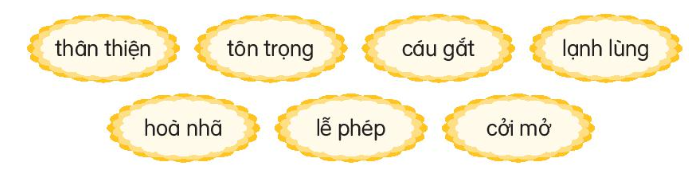 thân thiện tôn trọng cáu gắt lạnh lùng
hoà nhã lễ phép cởi mở